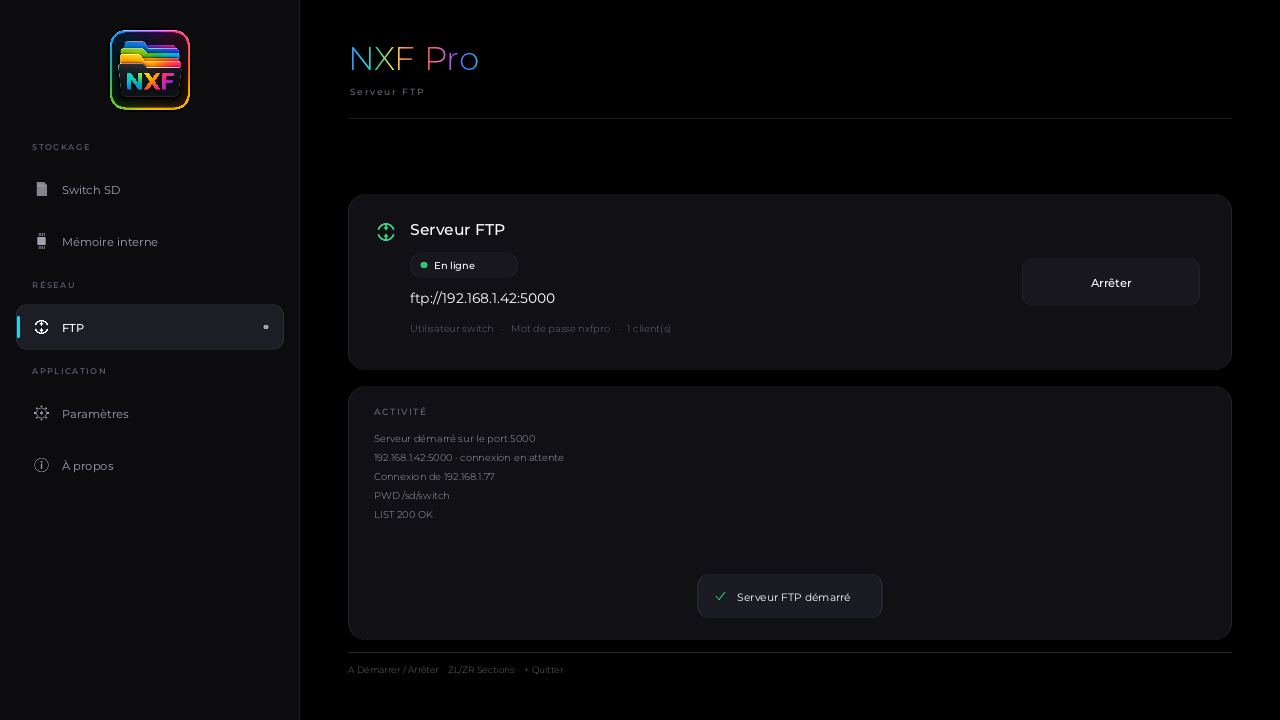 NXF
STOCKAGE
Switch SD
Mémoire interne
RÉSEAU
FTP
APPLICATION
Paramètres
À propos
NXF Pro
Serveur FTP
Serveur FTP
En ligne
ftp://192.168.1.42:5000
Utilisateur switch · Mot de passe nxfpro · 1 client(s)
Arrêter
ACTIVITÉ
Serveur démarré sur le port 5000
192.168.1.42:5000 · connexion en attente
Connexion de 192.168.1.77
PWD /sd/switch
LIST 200 OK
Serveur FTP démarré
A Démarrer / Arrêter ZL/ZR Sections + Quitter